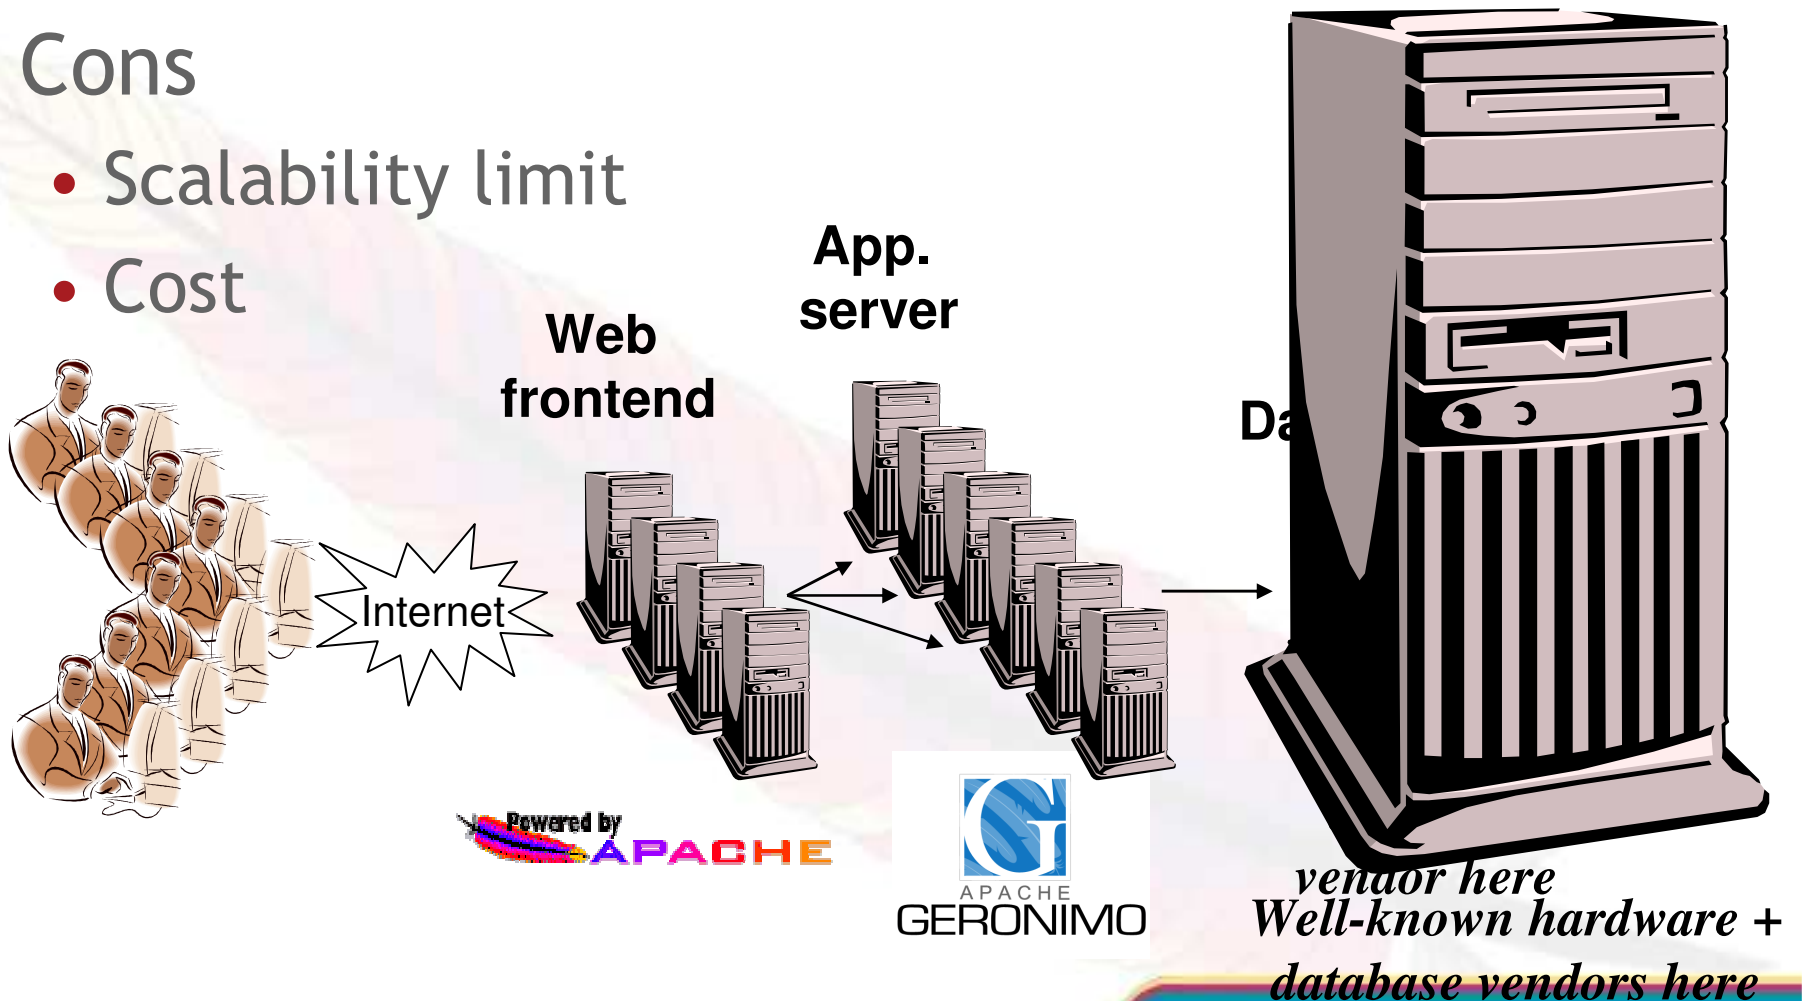 Cons
• Scalability limit
• Cost
App.
server
Web
frontend
Da
Internet
Powered by
APACHE
G
APACHE
GERONIMO
vendor here
Well-known hardware +
database vendors here